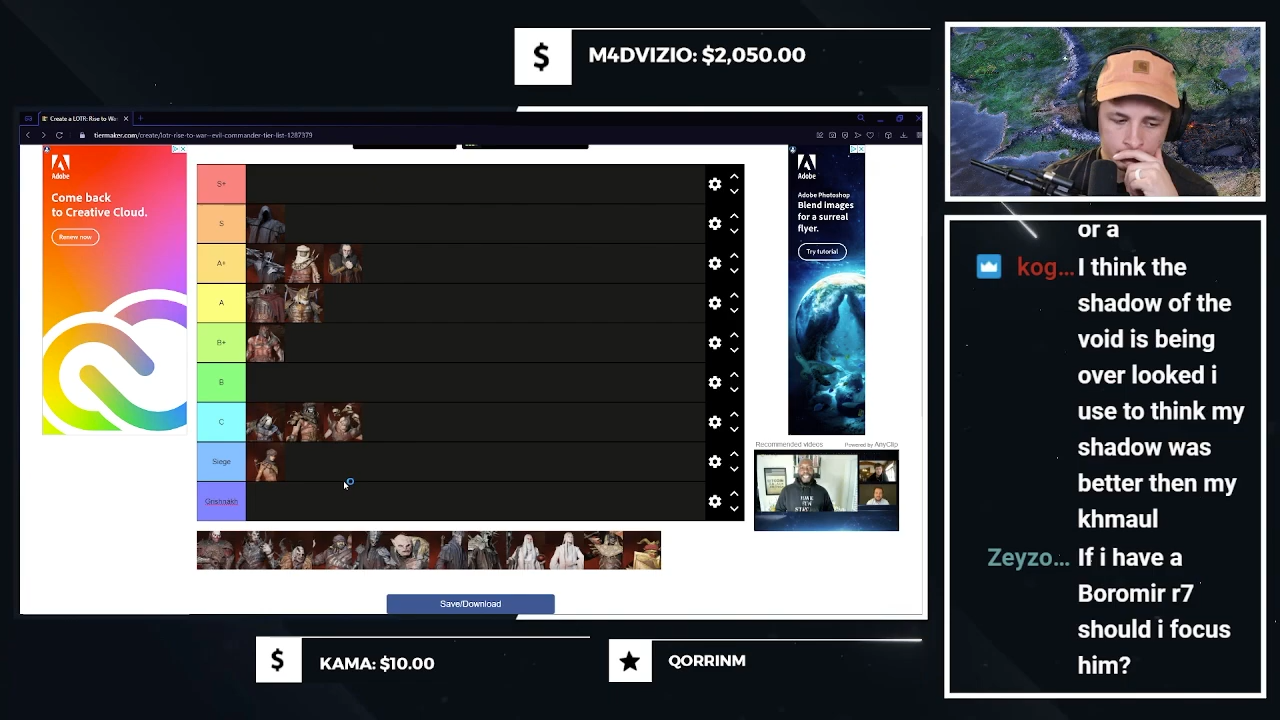 $
M4DVIZIO: $2,050.00
Create a LOTR: Rise to Wa
tiermaker.com/create/lotr-rise-to-war--evil-commander-tier-list-1287379
Adobe
Come back
to Creative Cloud.
Renew now
S+
S
A+
A
B+
B
C
Siege
Grishnakh
Save/Download
Adobe
Adobe Photoshop
Blend images
for a surreal
flyer.
Try tutorial
Recommended videos
Powered by AnyClip
or a
kog... I think the
shadow of the
void is being
over looked i
use to think my
shadow was
better then my
khmaul
Zeyzo... If i have a
Boromir r7
should i focus
him?
$
KAMA: $10.00
QORRINM